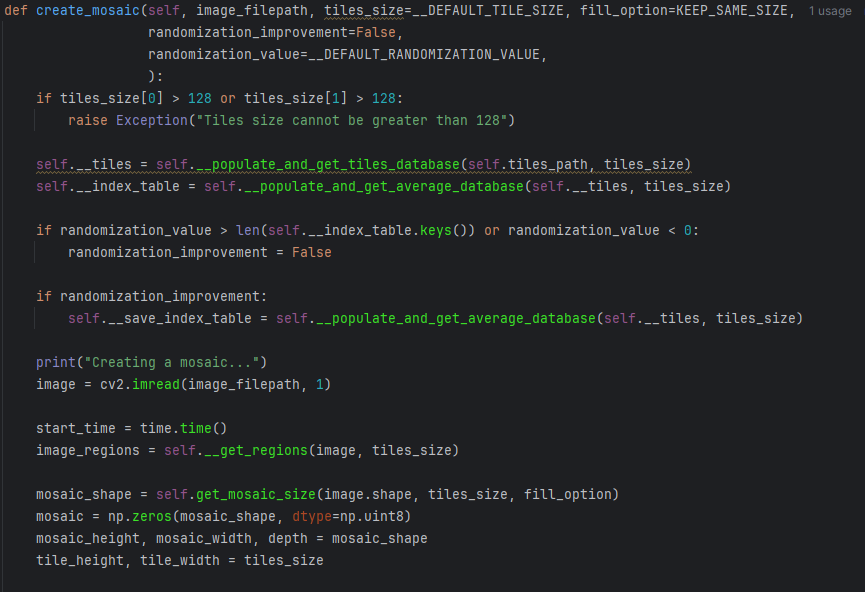 def create_mosaic(self, image_filepath, tiles_size=__DEFAULT_TILE_SIZE, fill_option=KEEP_SAME_SIZE, 1 usage
randomization_improvement=False,
randomization_value=__DEFAULT_RANDOMIZATION_VALUE,
):
if tiles_size[0] > 128 or tiles_size[1] > 128:
raise Exception("Tiles size cannot be greater than 128")
self.__tiles = self.__populate_and_get_tiles_database(self.tiles_path, tiles_size)
self.__index_table = self.__populate_and_get_average_database(self.__tiles, tiles_size)
if randomization_value > len(self.__index_table.keys()) or randomization_value < 0:
randomization_improvement = False
if randomization_improvement:
self.__save_index_table = self.__populate_and_get_average_database(self.__tiles, tiles_size)
print("Creating a mosaic...")
image = cv2.imread(image_filepath, 1)
start_time = time.time()
image_regions = self.__get_regions(image, tiles_size)
mosaic_shape = self.get_mosaic_size(image.shape, tiles_size, fill_option)
mosaic = np.zeros(mosaic_shape, dtype=np.uint8)
mosaic_height, mosaic_width, depth = mosaic_shape
tile_height, tile_width = tiles_size